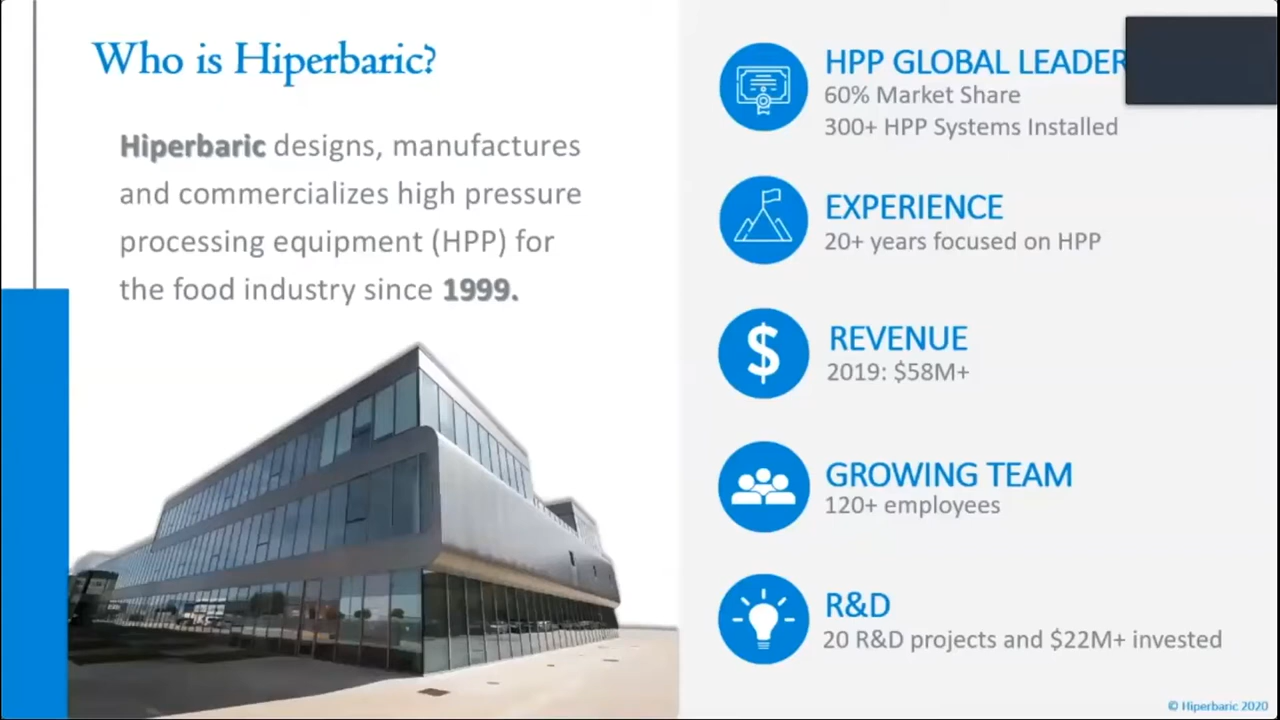 Who is Hiperbaric?
Hiperbaric designs, manufactures
and commercializes high pressure
processing equipment (HPP) for
the food industry since 1999.
HPP GLOBAL LEADER
60% Market Share
300+ HPP Systems Installed
EXPERIENCE
20+ years focused on HPP
$
REVENUE
2019: $58M+
GROWING TEAM
120+ employees
R&D
20 R&D projects and $22M+ invested
© Hiperbaric 2020